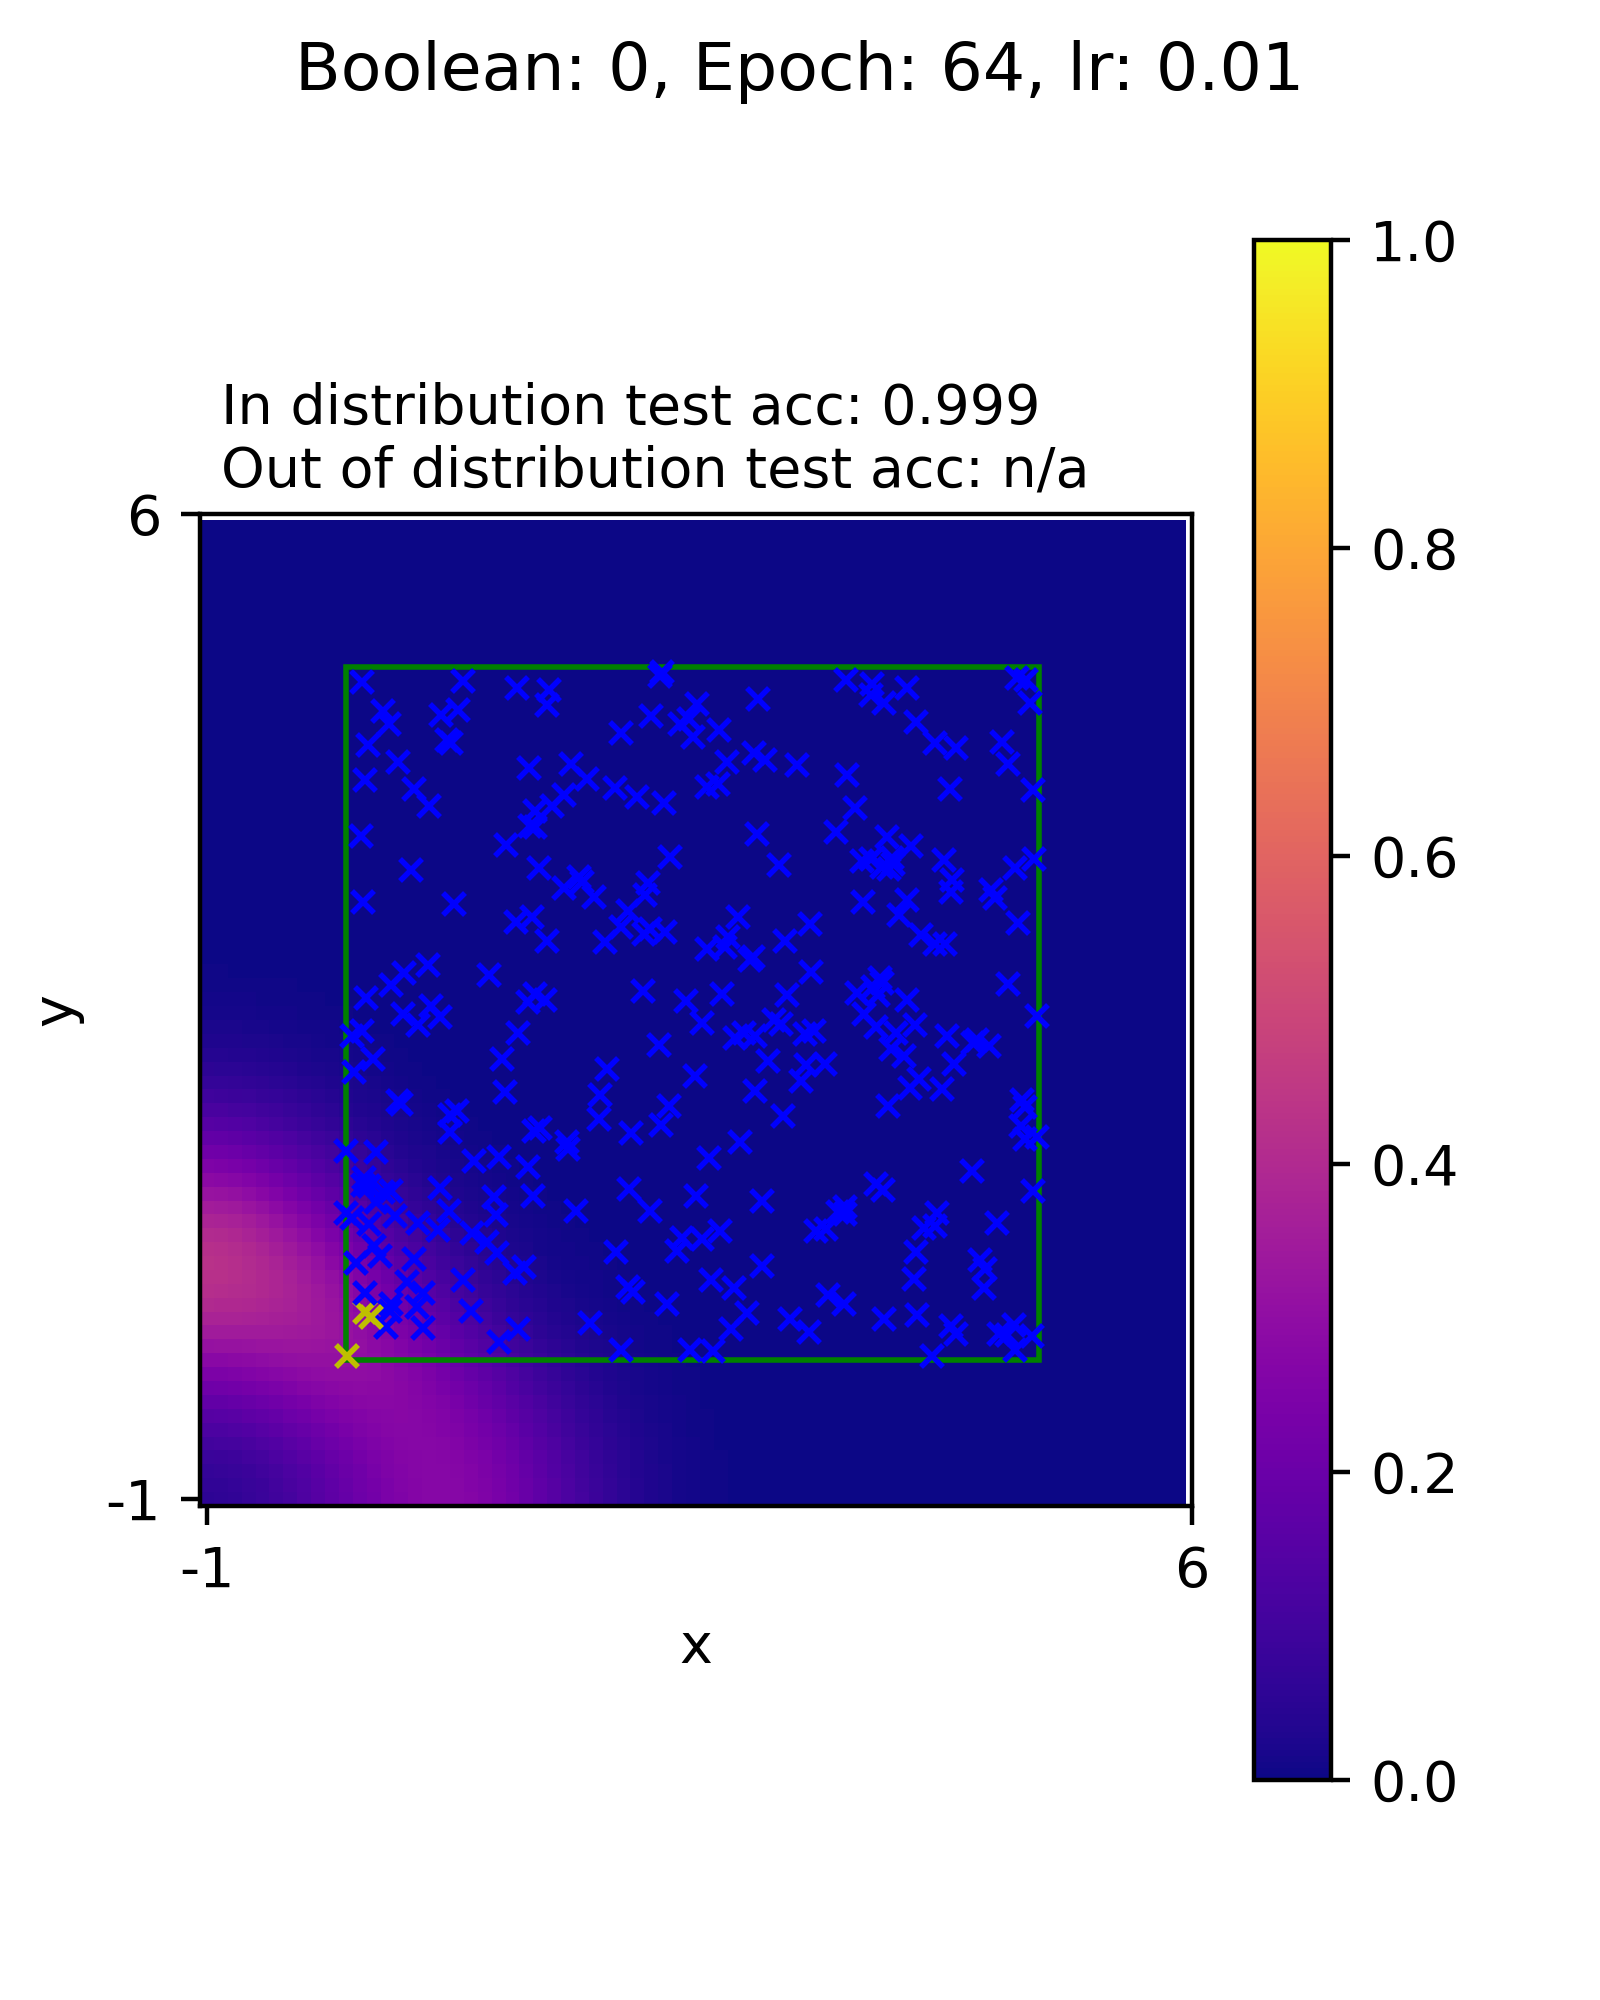 Boolean: 0, Epoch: 64, lr: 0.01
In distribution test acc: 0.999
Out of distribution test acc: n/a
6
y
-1
-1
6
x
1.0
0.8
0.6
0.4
0.2
0.0